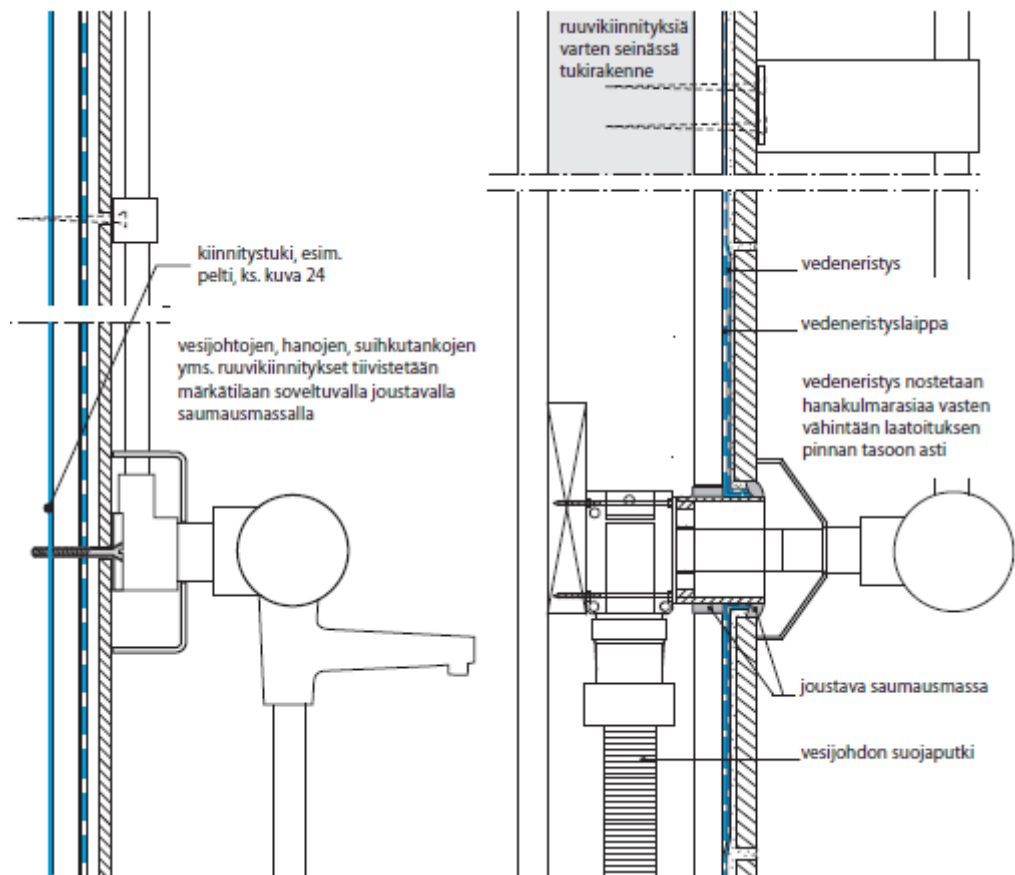 ruuvikiinnityksiä
varten seinässä
tukirakenne
kiinnitystuki, esim.
pelti, ks. kuva 24
vesijohtojen, hanojen, suihkutankojen
yms. ruuvikiinnitykset tiivistetään
märkätilaan soveltuvalla joustavalla
saumausmassalla
vedeneristys
vedeneristyslaippa
vedeneristys nostetaan
hanakulmarasiaa vasten
vähintään laatoituksen
pinnan tasoon asti
joustava saumausmassa
vesijohdon suojaputki